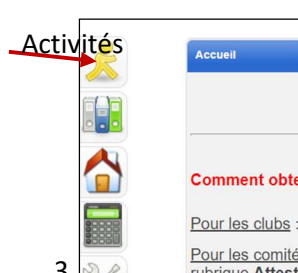 Activités
Accueil
Comment obte
Pour les clubs :
Pour les comité
rubrique Attest
3